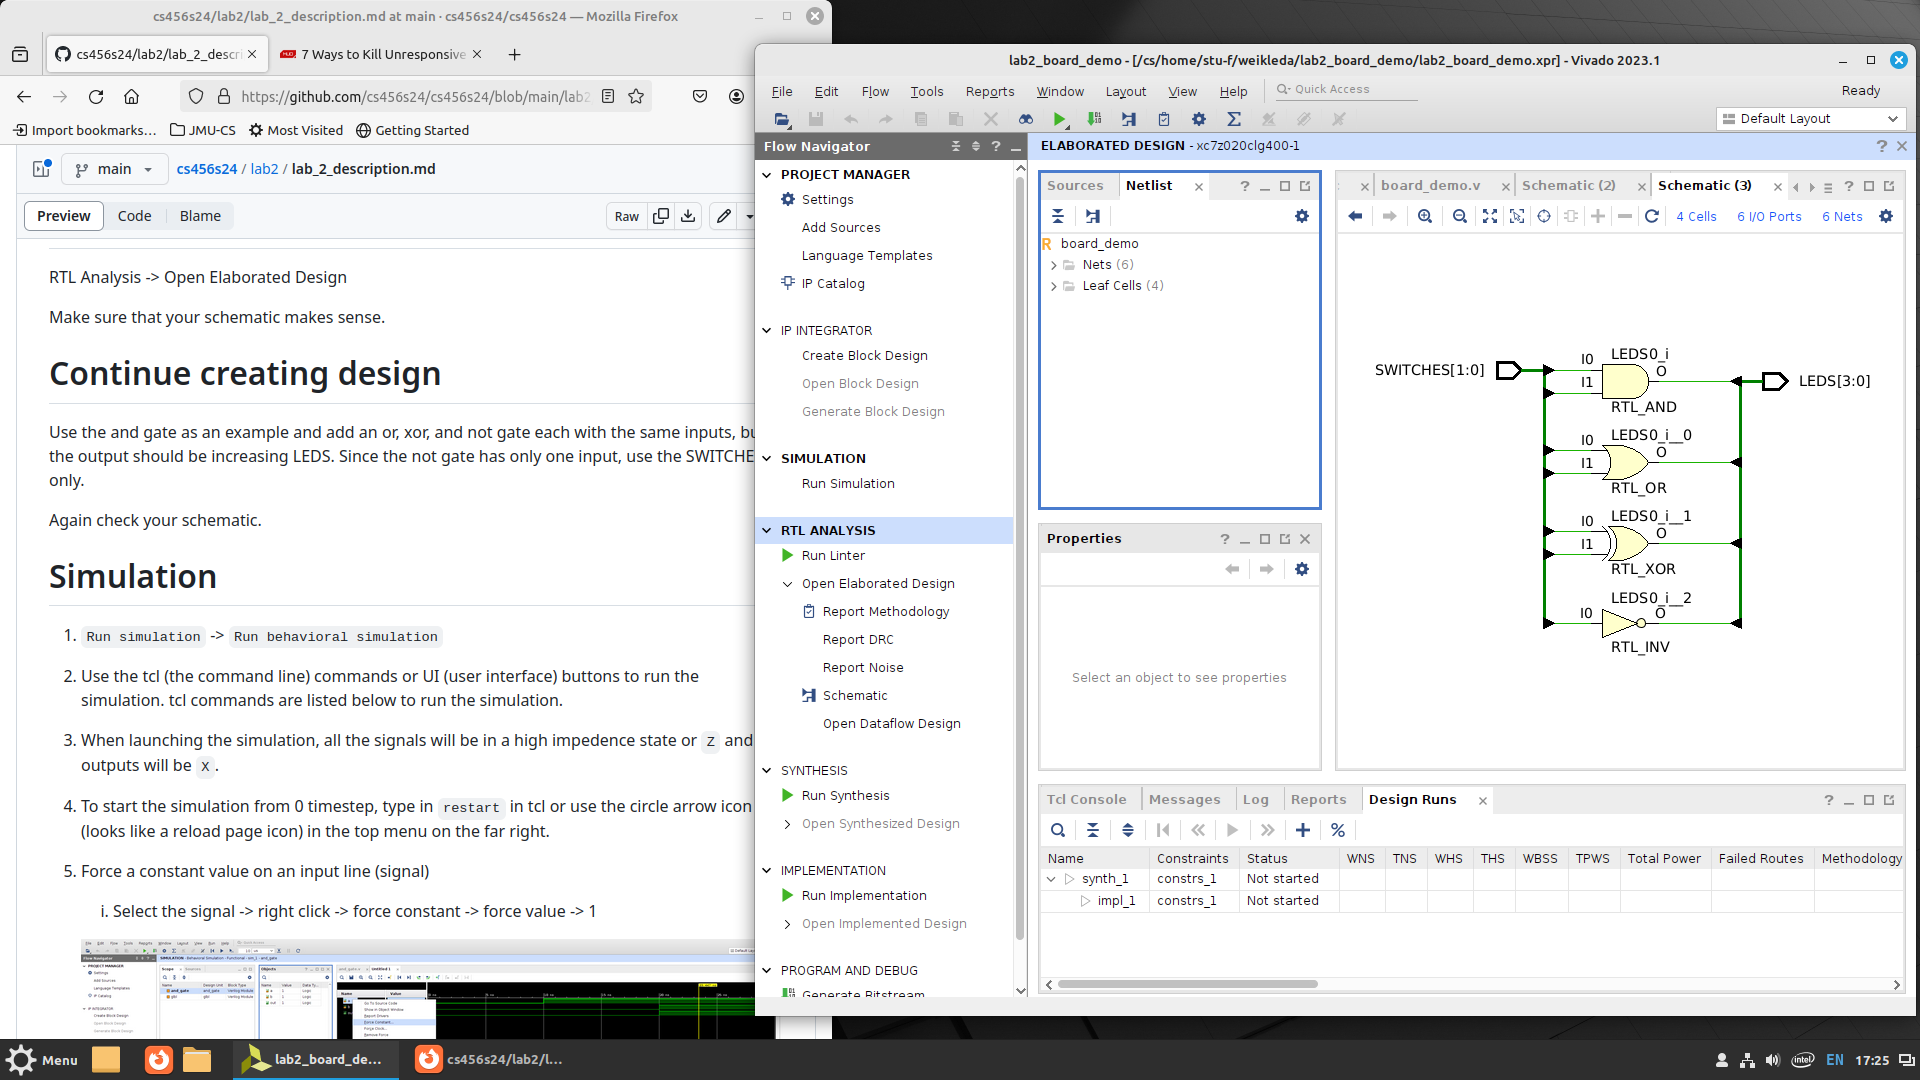 cs456s24/lab2/lab_2_description.md at main · cs456s24/cs456s24 — Mozilla Firefox
cs456s24/lab2/lab_2_descri
7 Ways to Kill Unresponsive
https://github.com/cs456s24/cs456s24/blob/main/lab2
Import bookmarks…
JMU-CS
Most Visited
Getting Started
main
cs456s24 / lab2 / lab_2_description.md
Preview
Code
Blame
Raw
RTL Analysis -> Open Elaborated Design
Make sure that your schematic makes sense.
Continue creating design
Use the and gate as an example and add an or, xor, and not gate each with the same inputs, bu
the output should be increasing LEDS. Since the not gate has only one input, use the SWITCHE
only.
Again check your schematic.
Simulation
1. Run simulation -> Run behavioral simulation
2. Use the tcl (the command line) commands or UI (user interface) buttons to run the
simulation. tcl commands are listed below to run the simulation.
3. When launching the simulation, all the signals will be in a high impedence state or Z and
outputs will be X.
4. To start the simulation from 0 timestep, type in restart in tcl or use the circle arrow icon
(looks like a reload page icon) in the top menu on the far right.
5. Force a constant value on an input line (signal)
i. Select the signal -> right click -> force constant -> force value -> 1
lab2_board_demo - [/cs/home/stu-f/weikleda/lab2_board_demo/lab2_board_demo.xpr] - Vivado 2023.1
File
Edit
Flow
Tools
Reports
Window
Layout
View
Help
Quick Access
Ready
Default Layout
Flow Navigator
PROJECT MANAGER
Settings
Add Sources
Language Templates
IP Catalog
IP INTEGRATOR
Create Block Design
Open Block Design
Generate Block Design
SIMULATION
Run Simulation
RTL ANALYSIS
Run Linter
Open Elaborated Design
Report Methodology
Report DRC
Report Noise
Schematic
Open Dataflow Design
SYNTHESIS
Run Synthesis
Open Synthesized Design
IMPLEMENTATION
Run Implementation
Open Implemented Design
PROGRAM AND DEBUG
Generate Bitstream
ELABORATED DESIGN - xc7z020clg400-1
Sources
Netlist
board_demo
Nets (6)
Leaf Cells (4)
Properties
Select an object to see properties
board_demo.v
Schematic (2)
Schematic (3)
4 Cells
6 I/O Ports
6 Nets
SWITCHES[1:0]
LEDS0_i
I0
I1
O
RTL_AND
LEDS[3:0]
LEDS0_i__0
I0
I1
O
RTL_OR
LEDS0_i__1
I0
I1
O
RTL_XOR
LEDS0_i__2
I0
O
RTL_INV
Tcl Console
Messages
Log
Reports
Design Runs
Name
Constraints
Status
WNS
TNS
WHS
THS
WBSS
TPWS
Total Power
Failed Routes
Methodology
synth_1
constrs_1
Not started
impl_1
constrs_1
Not started
Menu
lab2_board_de...
cs456s24/lab2/l...
intel
EN
17:25